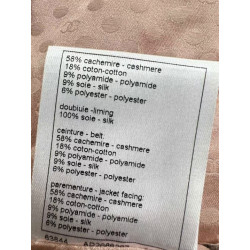 58% cachemire - cashmere
18% coton-cotton
9% polyamide - polyamide
9% soie - silk
6% polyester - polyester
doublule -liming
100% soie - silk
ceinture - belt.
58% cachemire - cashmere
18% coton-cotton
9% polyamide - polyamide
9% soie - silk
6% polyester - polyester
parementure - jacket facing:
58% cachemire - cashmere
18% coton-cotton
9% polyamide - polyamide
9% soie - silk
6% polyester - polyester